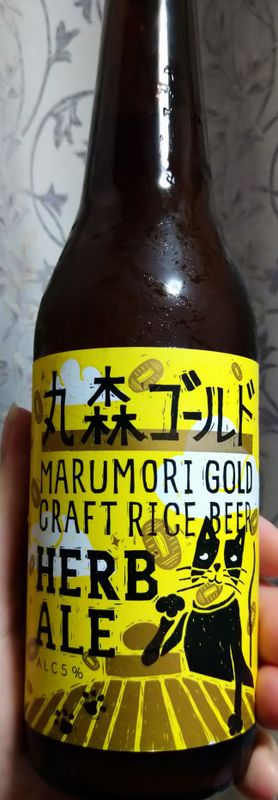 丸森ゴールド
MARUMORI GOLD
CRAFT RICE BEER
HERB
ALE
ALC5%